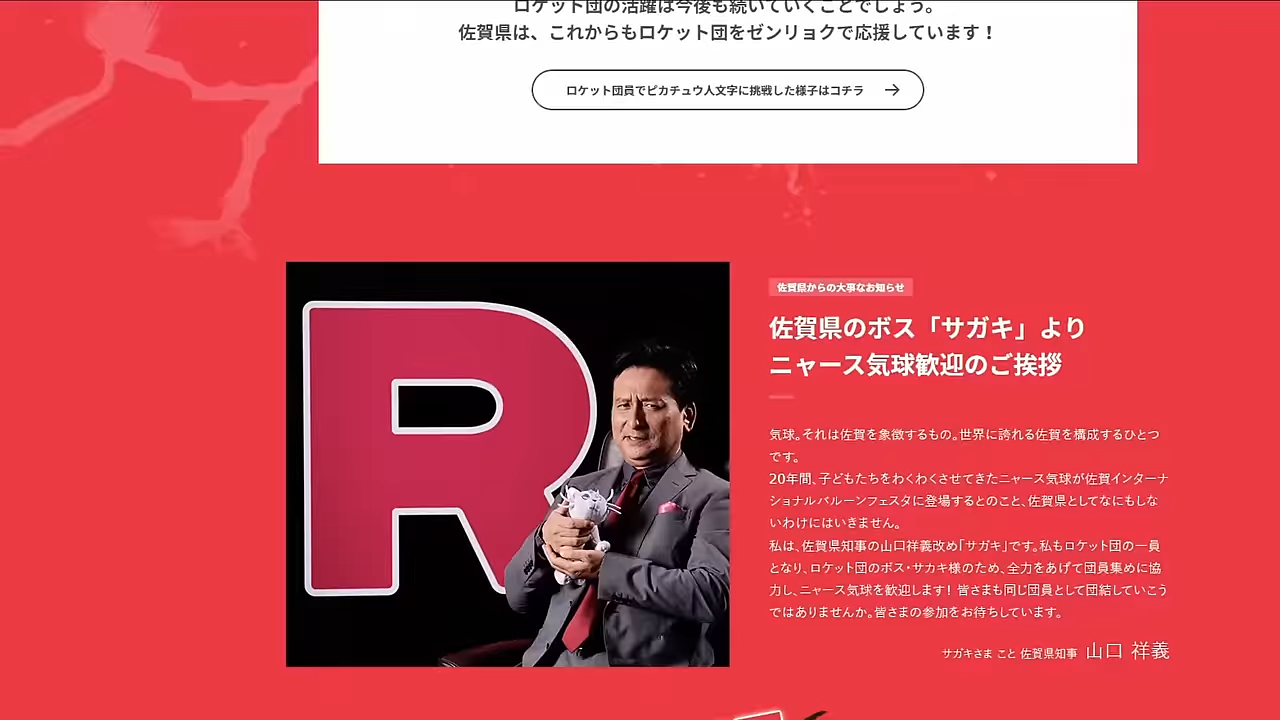 ロケット団の活躍は今後も続いていくことでしょう。
佐賀県は、これからもロケット団をゼンリョクで応援しています！
ロケット団員でピカチュウ人文字に挑戦した様子はコチラ
R
佐賀県からの大事なお知らせ
佐賀県のボス「サガキ」より
ニャース気球歓迎のご挨拶
気球。それは佐賀を象徴するもの。世界に誇れる佐賀を構成するひとつ
です。
20年間、子どもたちをわくわくさせてきたニャース気球が佐賀インターナ
ショナルバルーンフェスタに登場するとのこと、佐賀県としてなにもしな
いわけにはいきません。
私は、佐賀県知事の山口祥義改め「サガキ」です。私もロケット団の一員
となり、ロケット団のボス・サカキ様のため、全力をあげて団員集めに協
力し、ニャース気球を歓迎します！ 皆さまも同じ団員として団結していこう
ではありませんか。皆さまの参加をお待ちしています。
サガキさま こと 佐賀県知事 山口 祥義